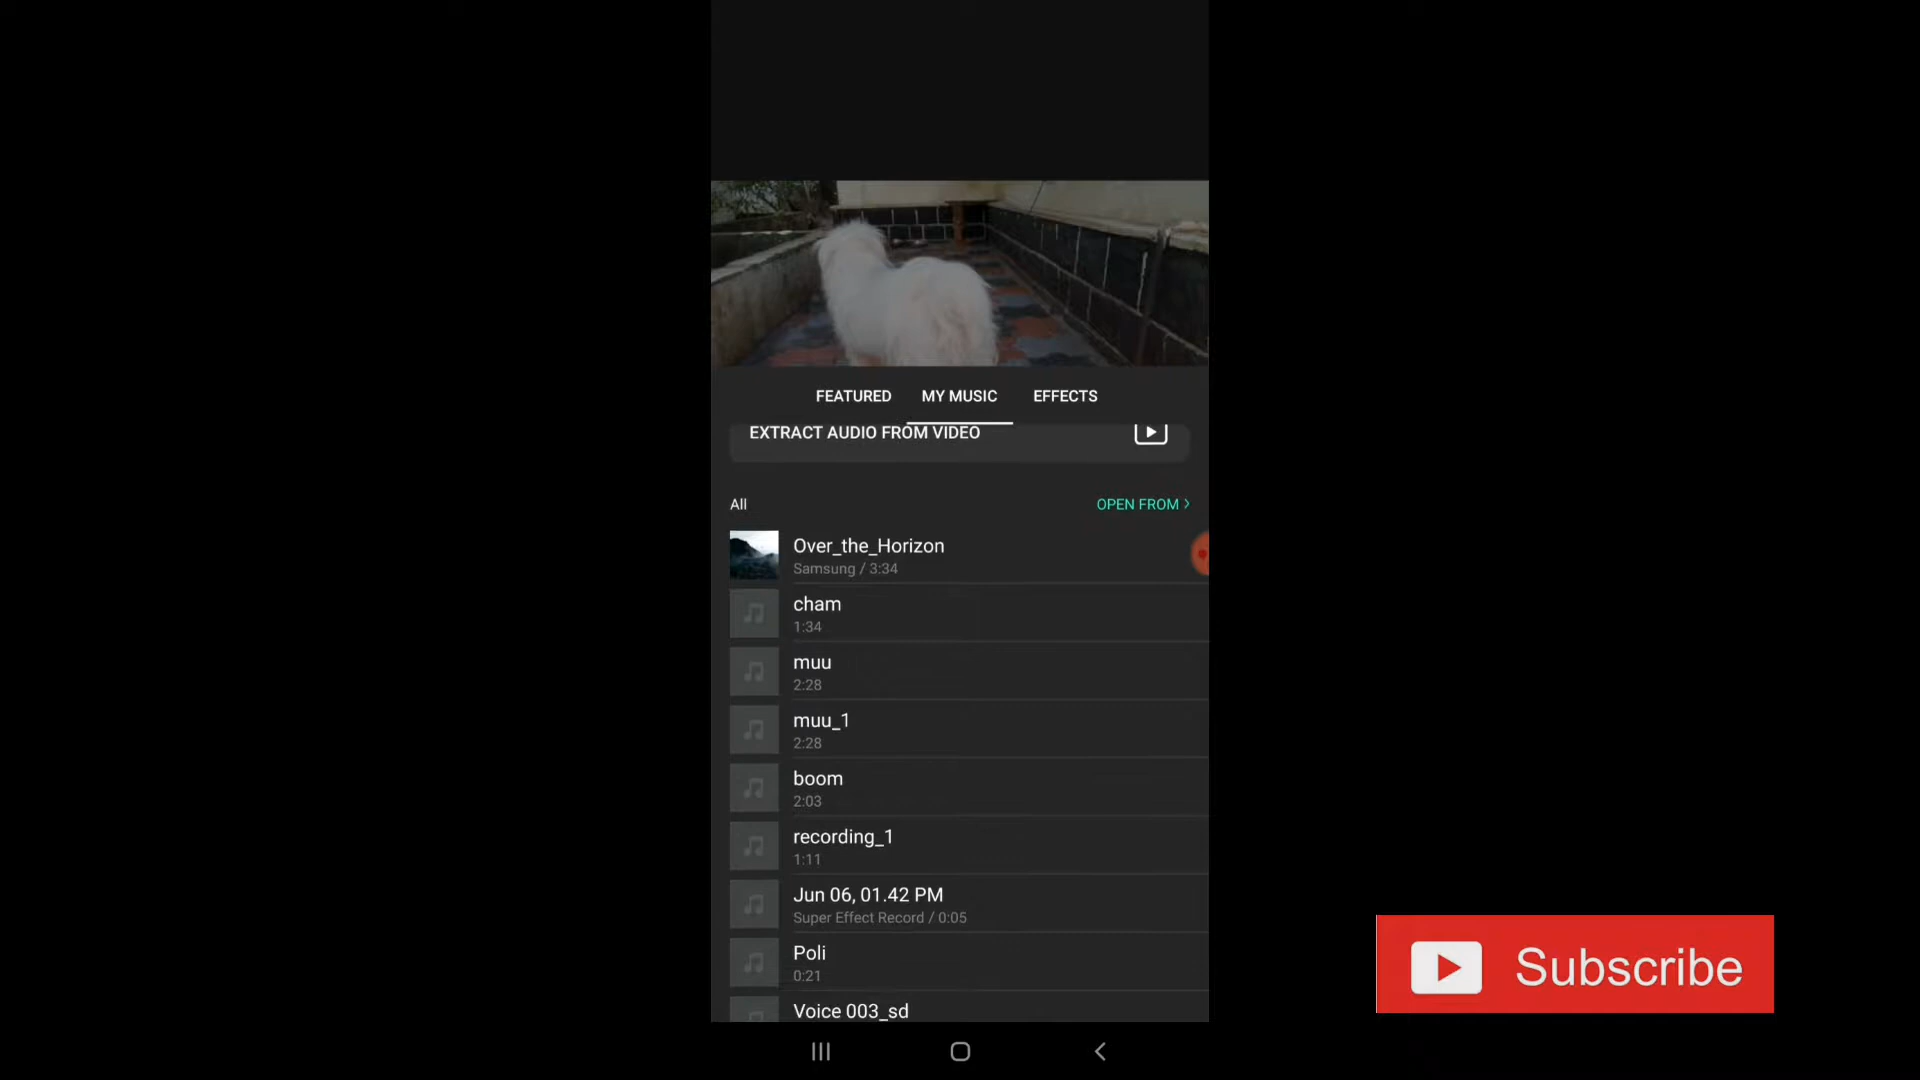 FEATURED MY MUSIC EFFECTS
EXTRACT AUDIO FROM VIDEO
All OPEN FROM >
Over_the_Horizon
Samsung / 3:34
cham
1:34
muu
2:28
muu_1
2:28
boom
2:03
recording_1
1:11
Jun 06, 01.42 PM
Super Effect Record / 0:05
Poli
0:21
Voice 003_sd
Subscribe